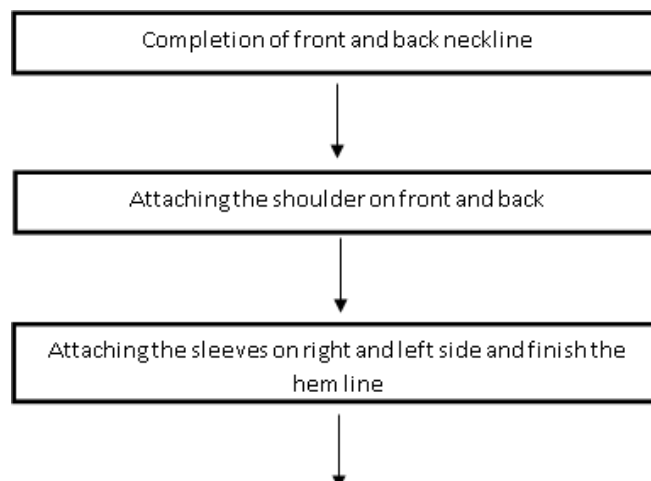 Completion of front and back neckline
Attaching the shoulder on front and back
Attaching the sleeves on right and left side and finish the
hem line